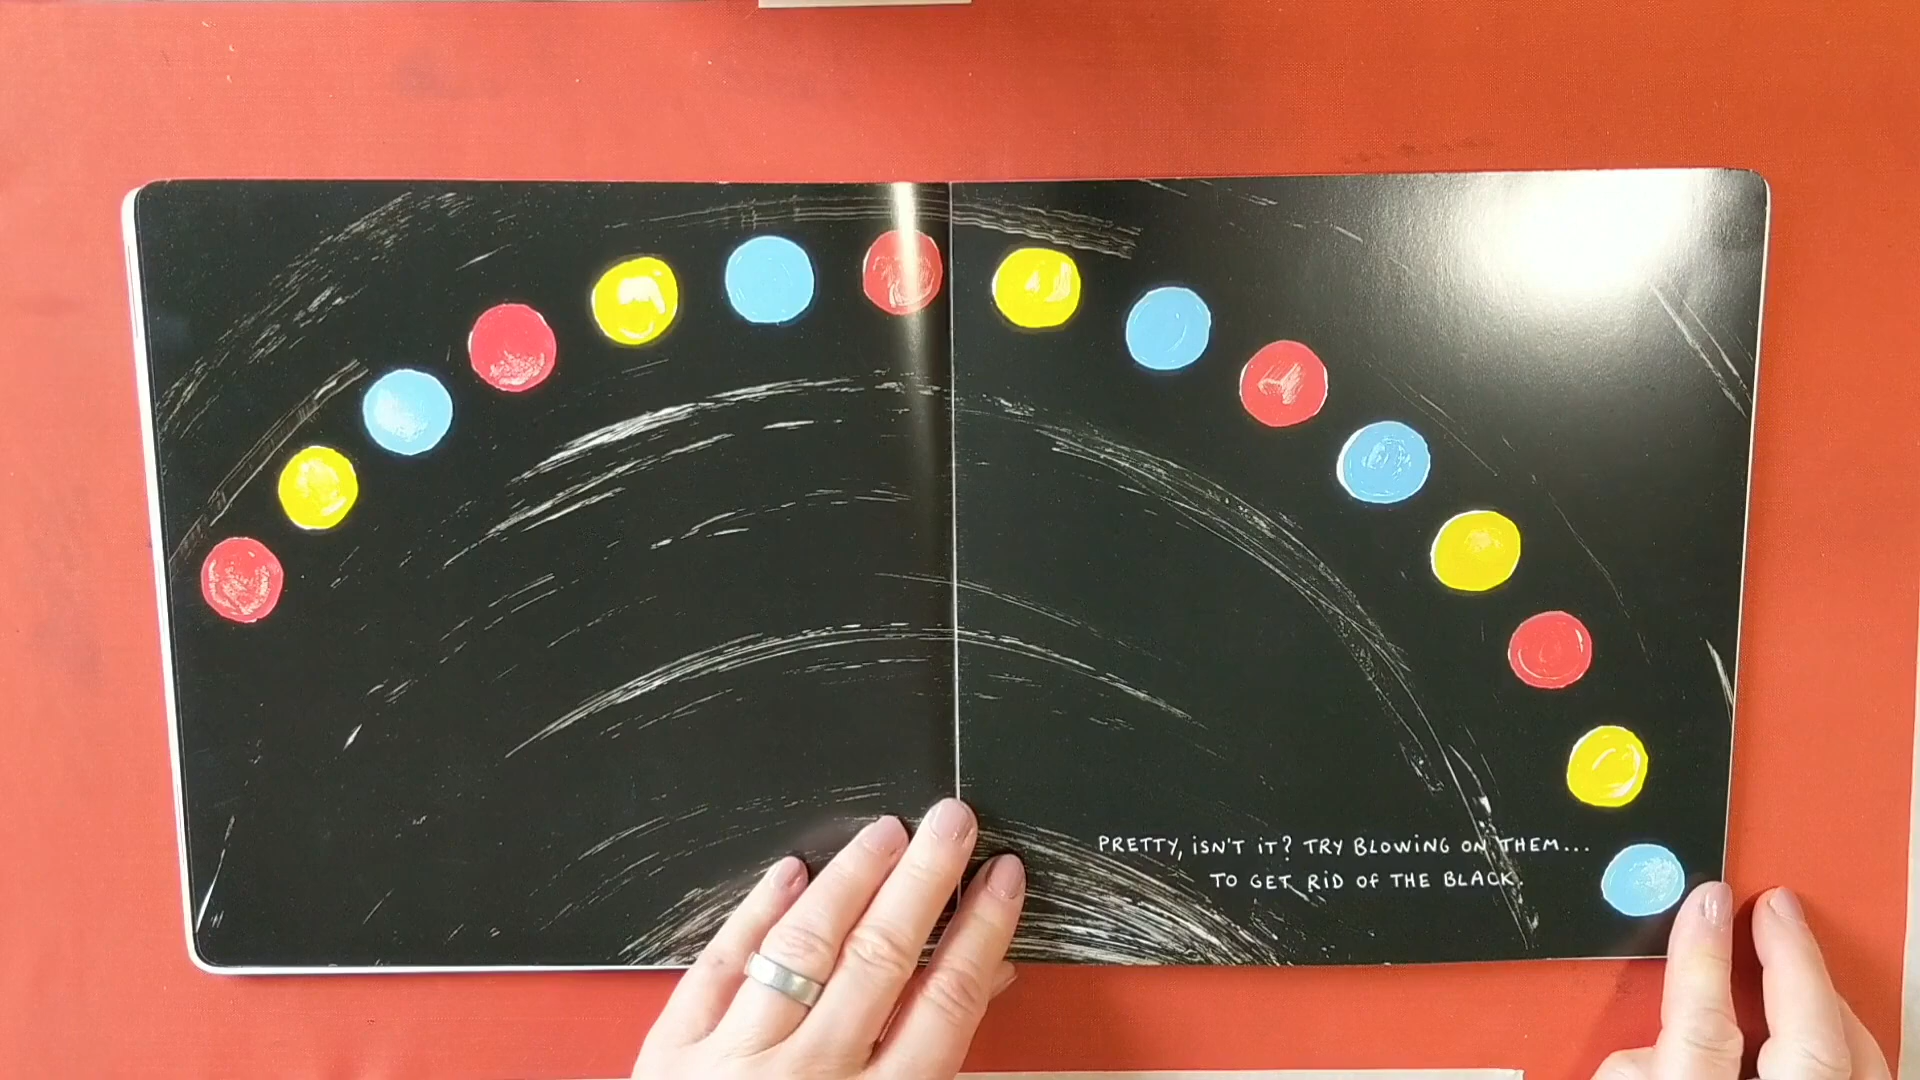 PRETTY, ISN'T IT? TRY BLOWING ON THEM...
TO GET RID OF THE BLACK.